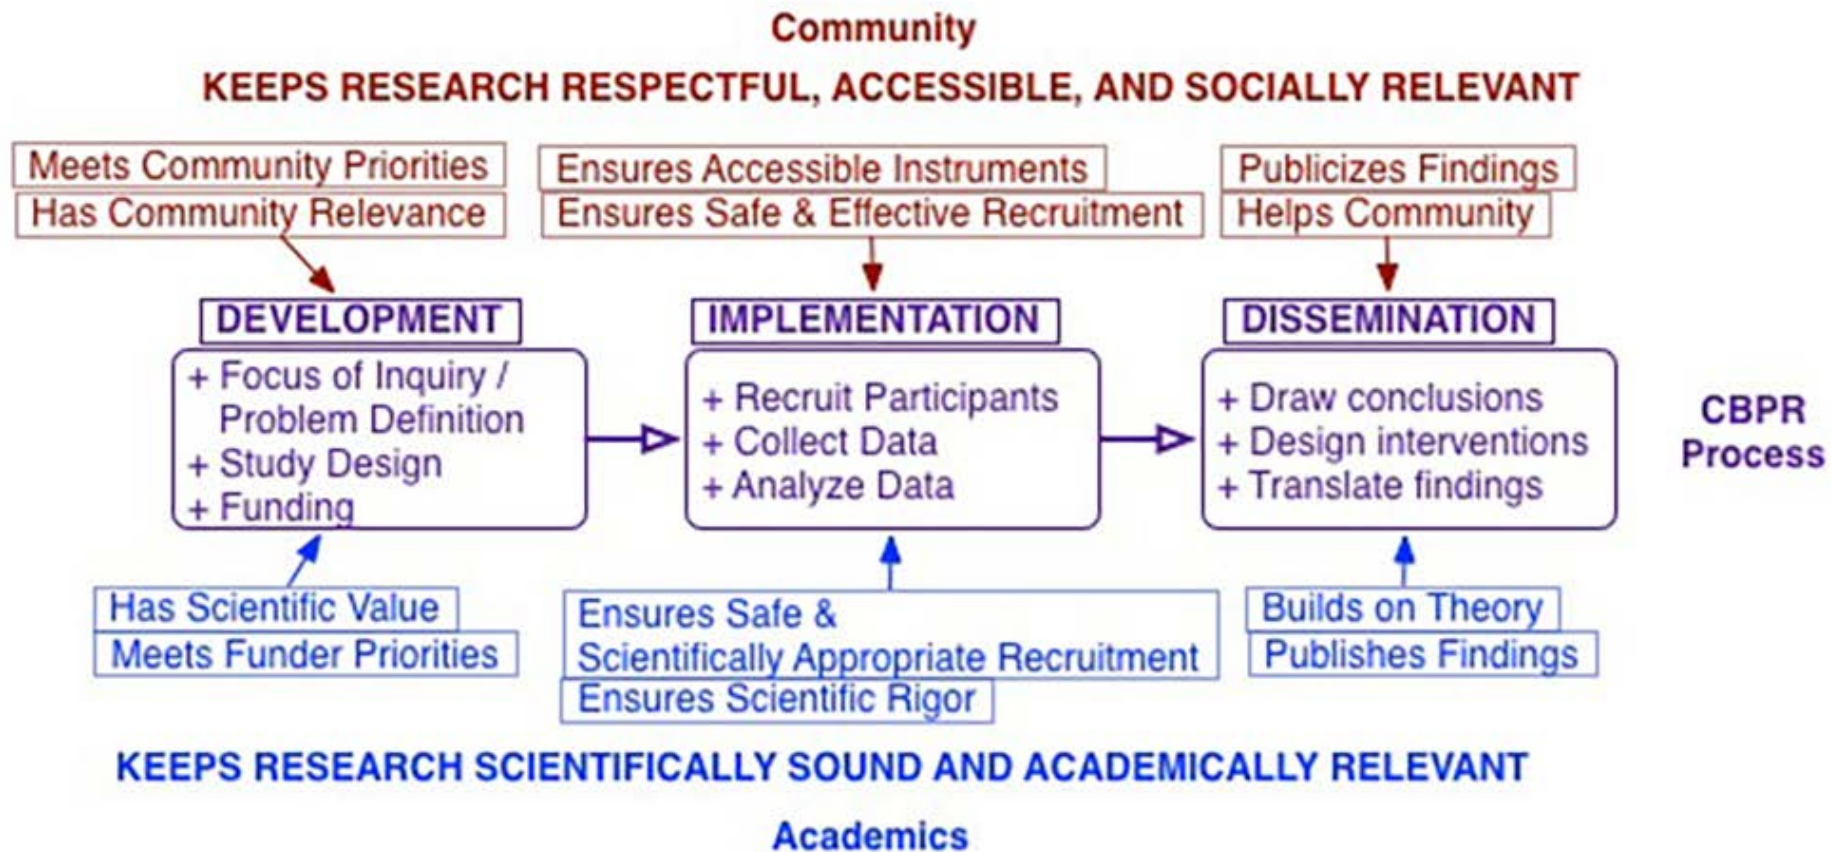 Community
KEEPS RESEARCH RESPECTFUL, ACCESSIBLE, AND SOCIALLY RELEVANT
Meets Community Priorities
Has Community Relevance
Ensures Accessible Instruments
Ensures Safe & Effective Recruitment
Publicizes Findings
Helps Community
DEVELOPMENT
+ Focus of Inquiry /
Problem Definition
+ Study Design
+ Funding
IMPLEMENTATION
+ Recruit Participants
+ Collect Data
+ Analyze Data
DISSEMINATION
+ Draw conclusions
+ Design interventions
+ Translate findings
CBPR
Process
Has Scientific Value
Meets Funder Priorities
Ensures Safe &
Scientifically Appropriate Recruitment
Ensures Scientific Rigor
Builds on Theory
Publishes Findings
KEEPS RESEARCH SCIENTIFICALLY SOUND AND ACADEMICALLY RELEVANT
Academics